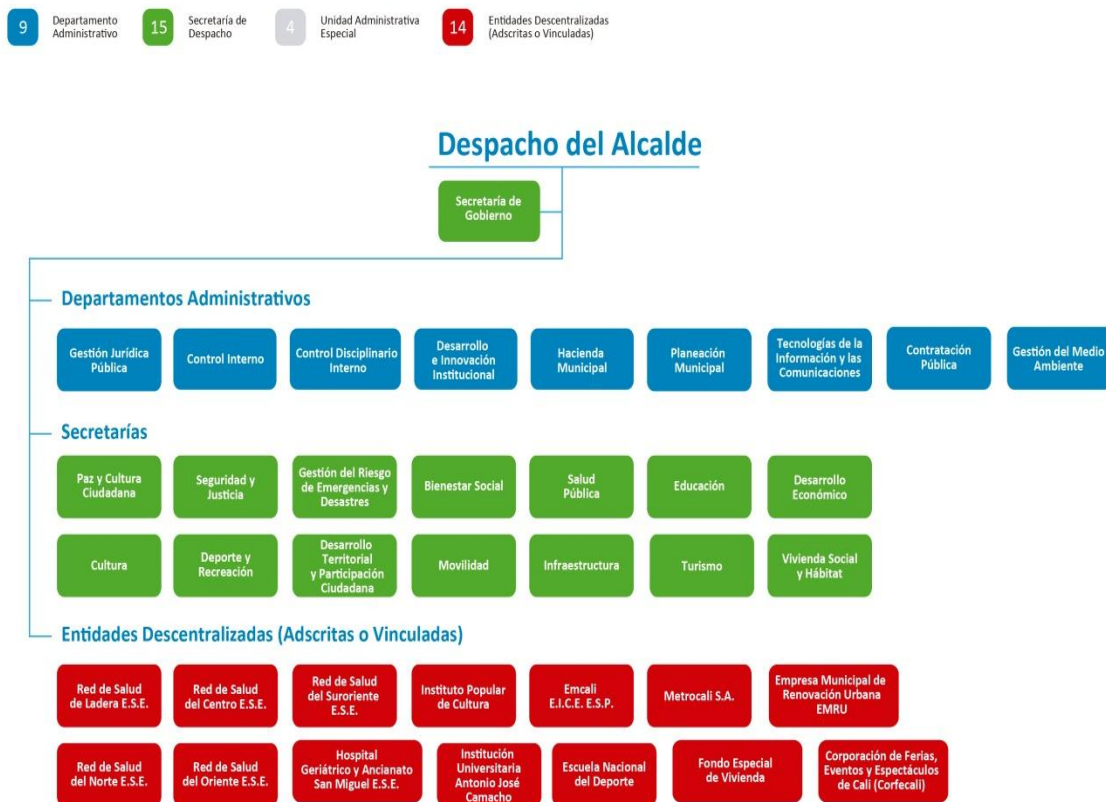 9
Departamento
Administrativo
15
Secretaría de
Despacho
4
Unidad Administrativa
Especial
14
Entidades Descentralizadas
(Adscritas o Vinculadas)
Despacho del Alcalde
Secretaría de
Gobierno
Departamentos Administrativos
Gestión Jurídica
Pública
Control Interno
Control Disciplinario
Interno
Desarrollo
e Innovación
Institucional
Hacienda
Municipal
Planeación
Municipal
Tecnologías de la
Información y las
Comunicaciones
Contratación
Pública
Gestión del Medio
Ambiente
Secretarías
Paz y Cultura
Ciudadana
Seguridad y
Justicia
Gestión del Riesgo
de Emergencias y
Desastres
Bienestar Social
Salud
Pública
Educación
Desarrollo
Económico
Cultura
Deporte y
Recreación
Desarrollo
Territorial
y Participación
Ciudadana
Movilidad
Infraestructura
Turismo
Vivienda Social
y Hábitat
Entidades Descentralizadas (Adscritas o Vinculadas)
Red de Salud
de Ladera E.S.E.
Red de Salud
del Centro E.S.E.
Red de Salud
del Suroriente
E.S.E.
Instituto Popular
de Cultura
Emcali
E.I.C.E. E.S.P.
Metrocali S.A.
Empresa Municipal de
Renovación Urbana
EMRU
Red de Salud
del Norte E.S.E.
Red de Salud
del Oriente E.S.E.
Hospital
Geriátrico y Ancianato
San Miguel E.S.E.
Institución
Universitaria
Antonio José
Camacho
Escuela Nacional
del Deporte
Fondo Especial
de Vivienda
Corporación de Ferias,
Eventos y Espectáculos
de Cali (Corfecali)